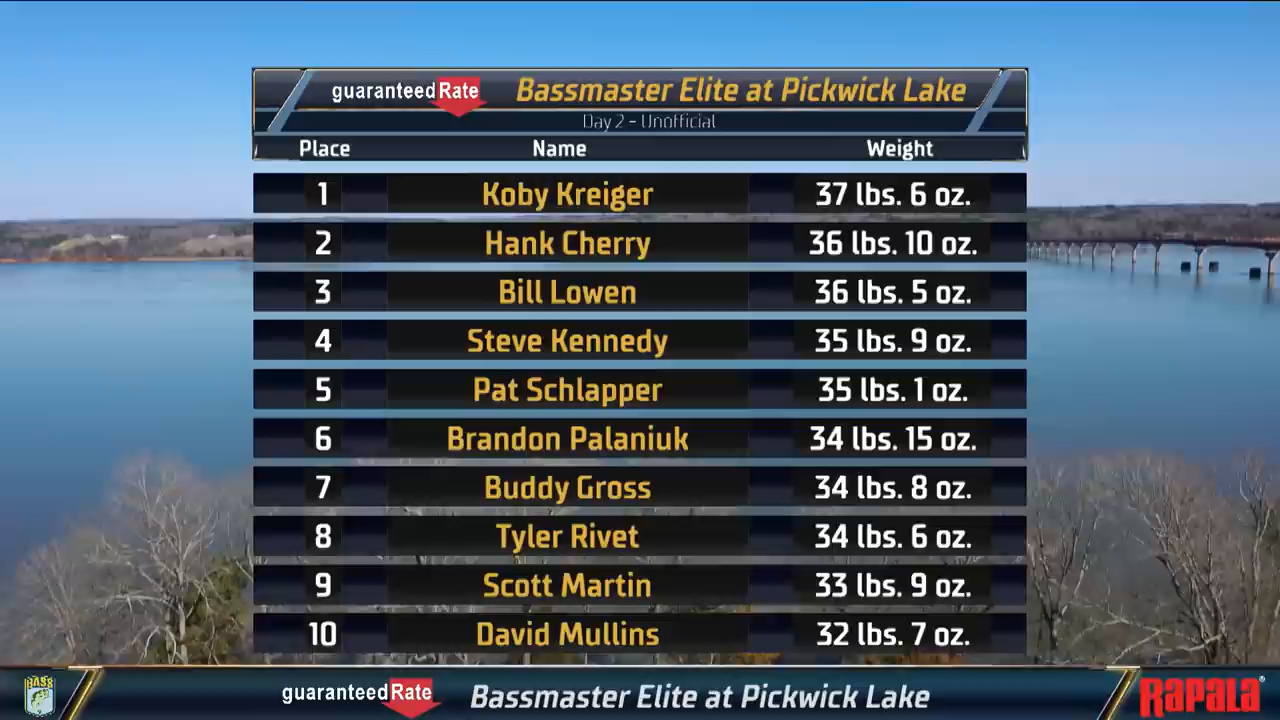 guaranteedRate Bassmaster Elite at Pickwick Lake
Day 2 - Unofficial
Place Name Weight
1 Koby Kreiger 37 lbs. 6 oz.
2 Hank Cherry 36 lbs. 10 oz.
3 Bill Lowen 36 lbs. 5 oz.
4 Steve Kennedy 35 lbs. 9 oz.
5 Pat Schlapper 35 lbs. 1 oz.
6 Brandon Palaniuk 34 lbs. 15 oz.
7 Buddy Gross 34 lbs. 8 oz.
8 Tyler Rivet 34 lbs. 6 oz.
9 Scott Martin 33 lbs. 9 oz.
10 David Mullins 32 lbs. 7 oz.
BASS guaranteedRate Bassmaster Elite at Pickwick Lake RAPALA®